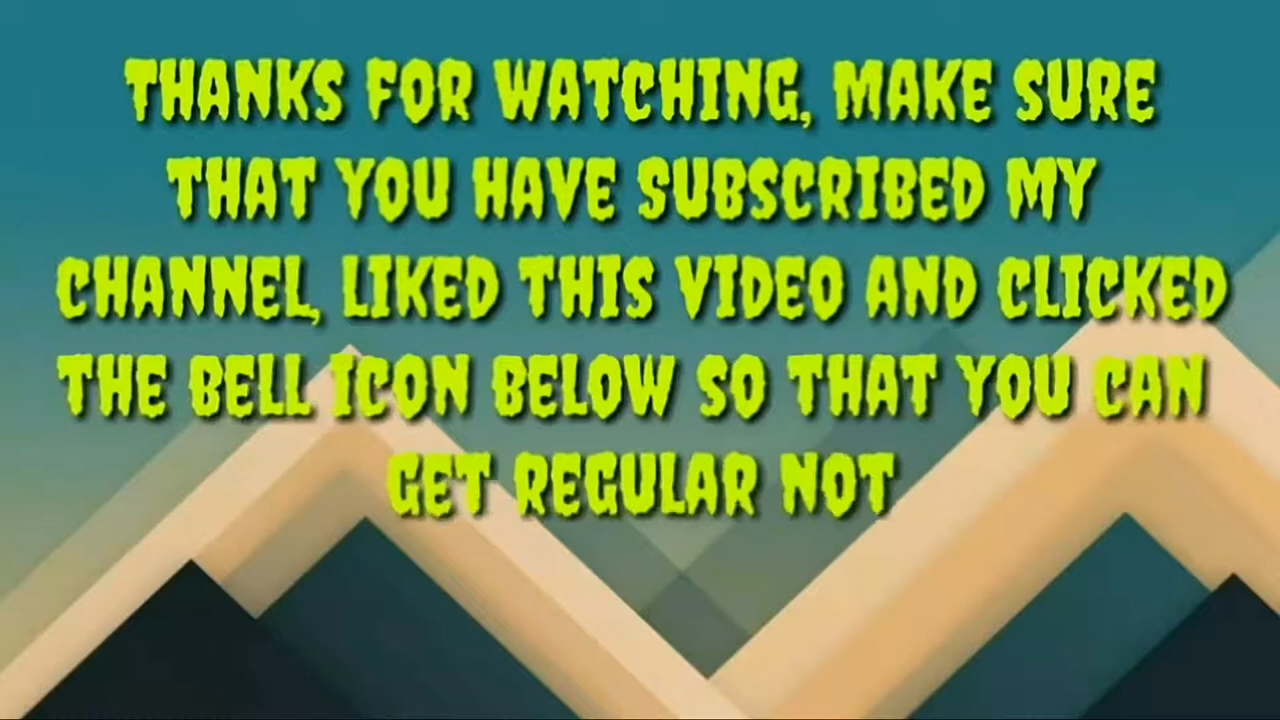 THANKS FOR WATCHING, MAKE SURE
THAT YOU HAVE SUBSCRIBED MY
CHANNEL, LIKED THIS VIDEO AND CLICKED
THE BELL ICON BELOW SO THAT YOU CAN
GET REGULAR NOT